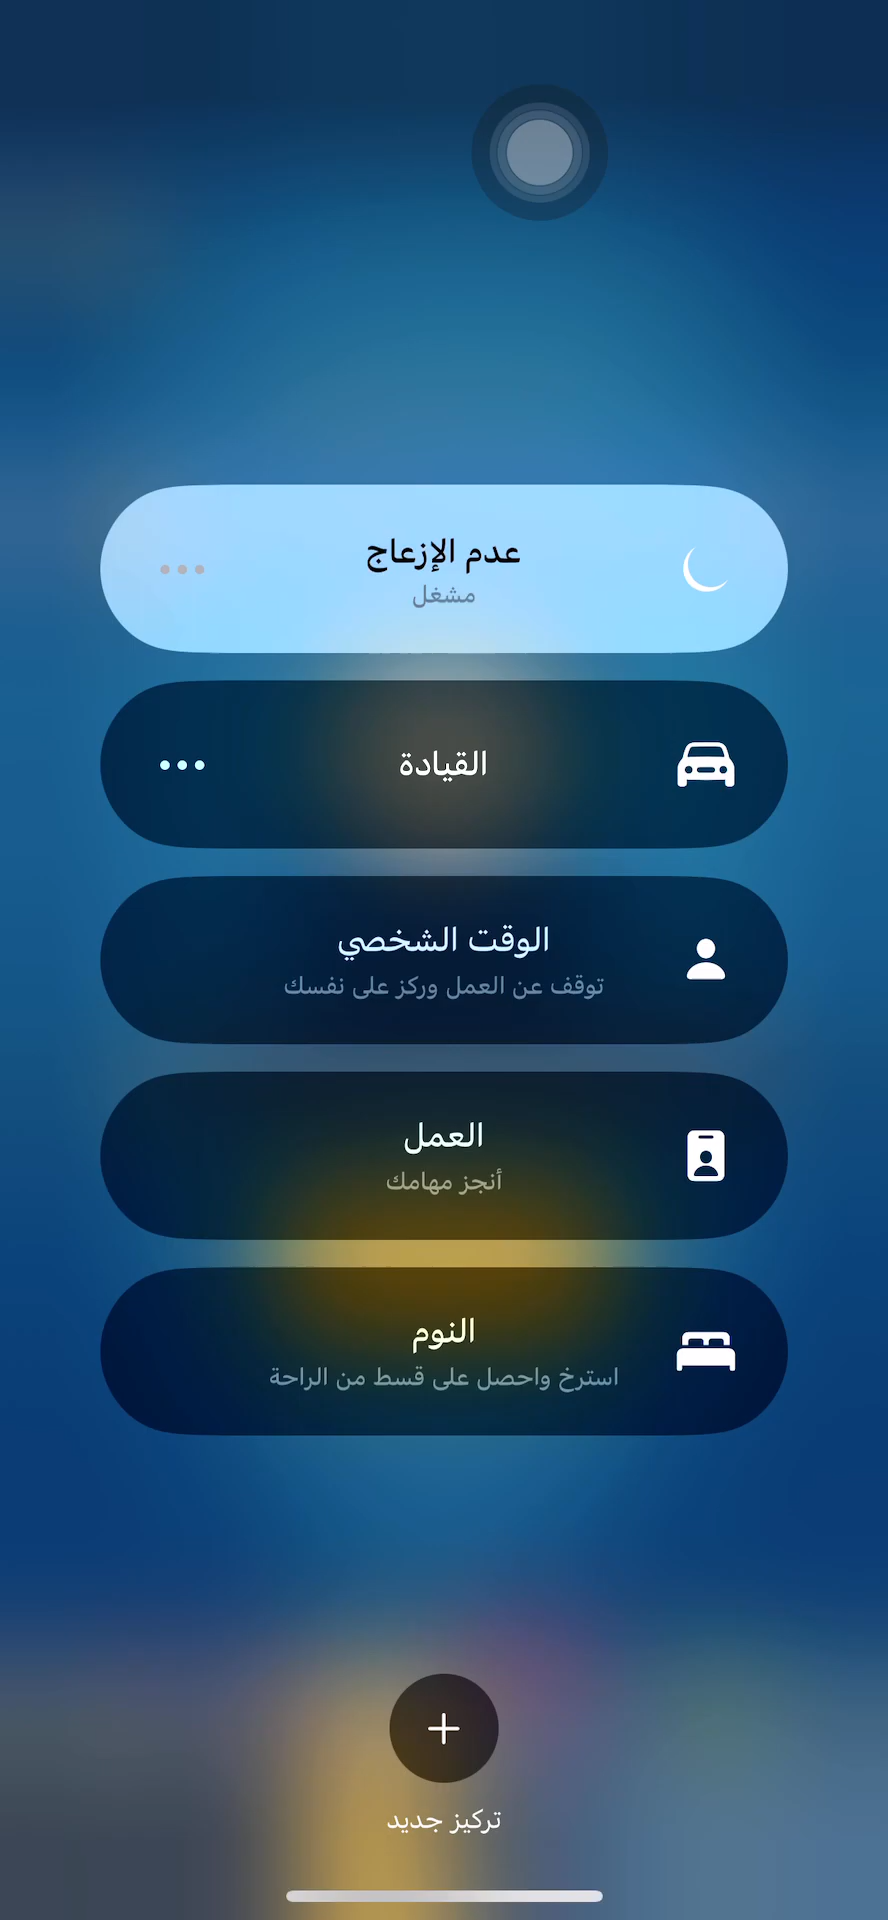 عدم الإزعاج
مشغل
القيادة
الوقت الشخصي
توقف عن العمل وركز على نفسك
العمل
أنجز مهامك
النوم
استرخ واحصل على قسط من الراحة
تركيز جديد